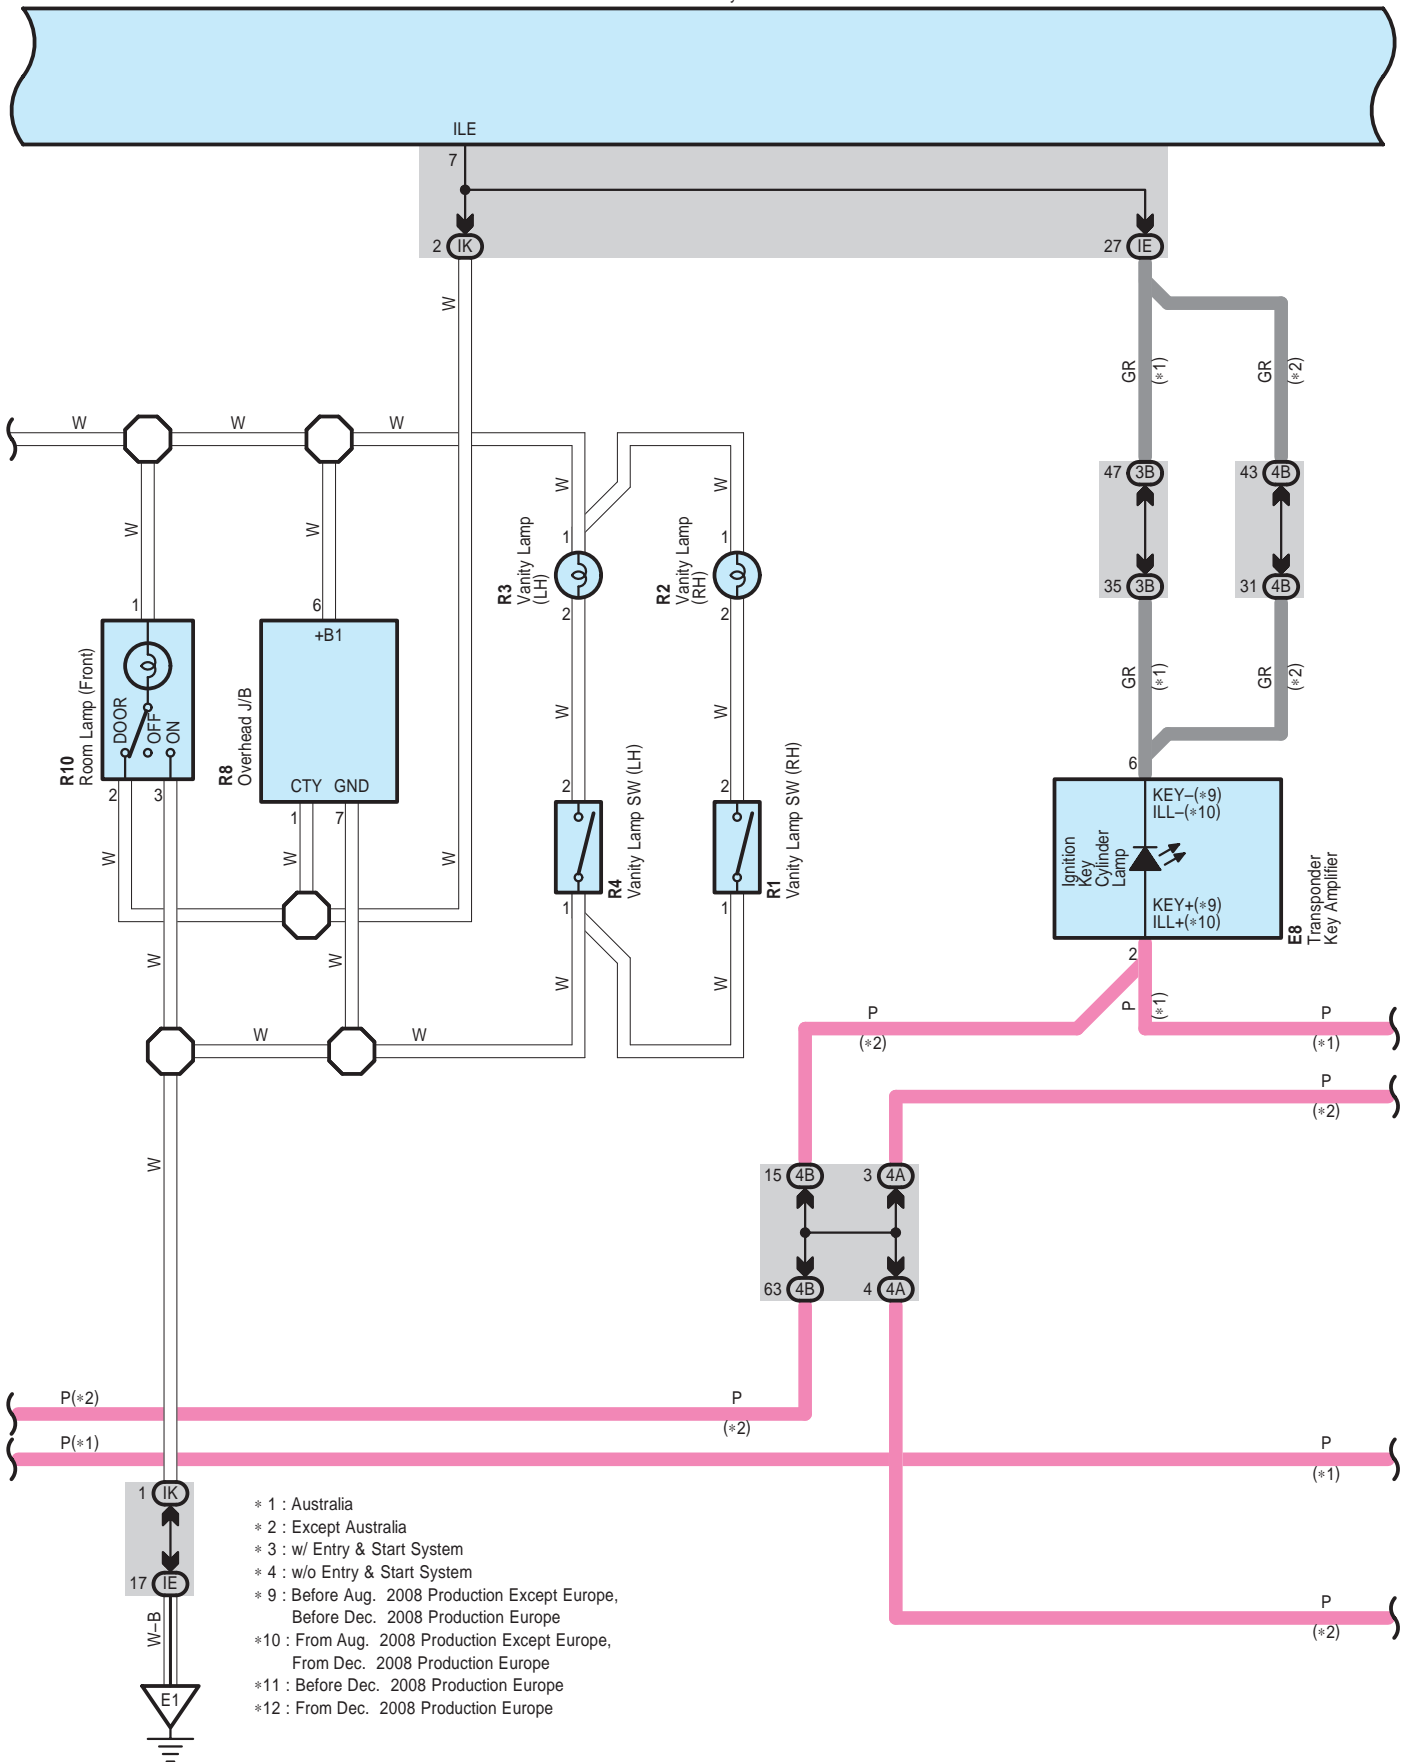 ILE
7
2 IK
27 IE
W
GR
(*1)
GR
(*2)
W
W
W
47 3B
43 4B
W
W
W
W
1
R3
Vanity Lamp
(LH)
1
R2
Vanity Lamp
(RH)
35 3B
31 4B
1
6
2
2
+B1
R10
Room Lamp (Front)
DOOR
OFF
ON
R8
Overhead J/B
GR
(*1)
GR
(*2)
W
W
CTY GND
2
3
1
7
2
2
6
R4
Vanity Lamp SW (LH)
R1
Vanity Lamp SW (RH)
KEY–(*9)
ILL–(*10)
Ignition
Key
Cylinder
Lamp
KEY+(*9)
ILL+(*10)
E8
Transponder
Key Amplifier
W
W
W
1
1
2
W
W
W
W
P
(*1)
P
(*2)
P
(*1)
W
W
P
(*2)
W
15 4B
3 4A
63 4B
4 4A
P(*2)
P
(*2)
P(*1)
P
(*1)
1 IK
17 IE
W–B
E1
* 1 : Australia
* 2 : Except Australia
* 3 : w/ Entry & Start System
* 4 : w/o Entry & Start System
* 9 : Before Aug. 2008 Production Except Europe,
Before Dec. 2008 Production Europe
*10 : From Aug. 2008 Production Except Europe,
From Dec. 2008 Production Europe
*11 : Before Dec. 2008 Production Europe
*12 : From Dec. 2008 Production Europe
P
(*2)